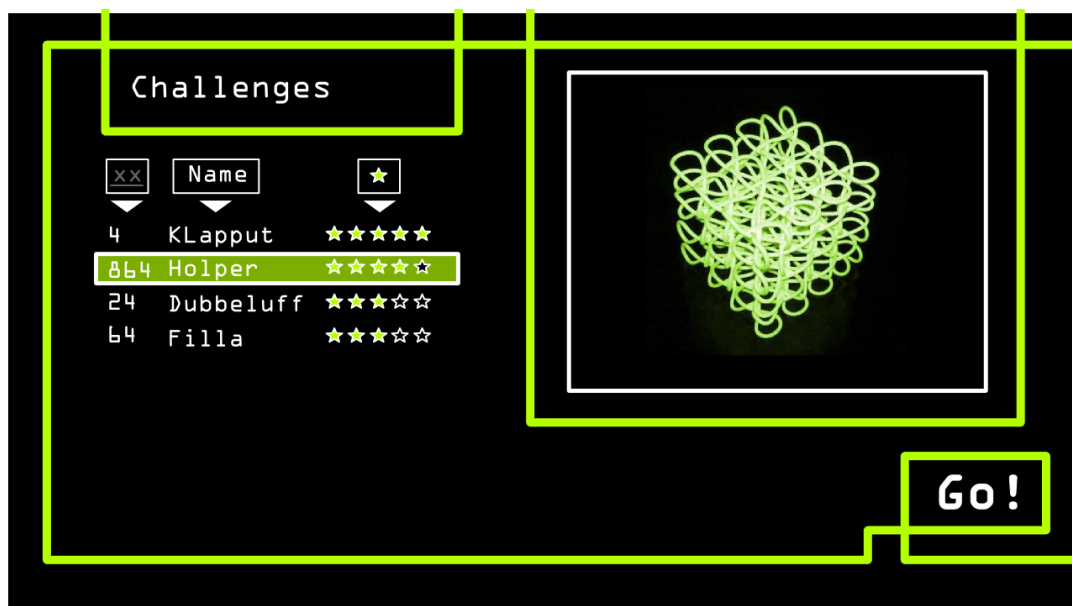 Challenges
xx Name
4 KLapput
864 Holper
24 Dubbeluff
64 Filla
Go!